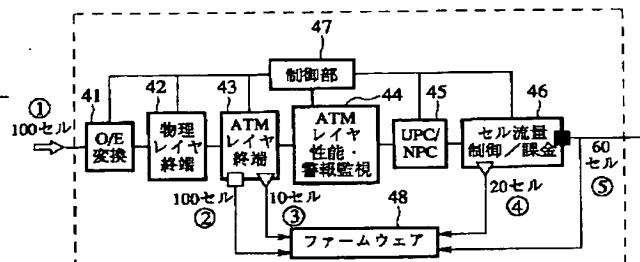 47
制御部
41
42
43
44
45
46
①
100セル
O/E
変換
物理
レイヤ
終端
ATM
レイヤ
終端
ATM
レイヤ
性能・
警報監視
UPC/
NPC
セル流量
制御/課金
60
セル
⑤
100セル
②
10セル
③
20セル
④
48
ファームウェア